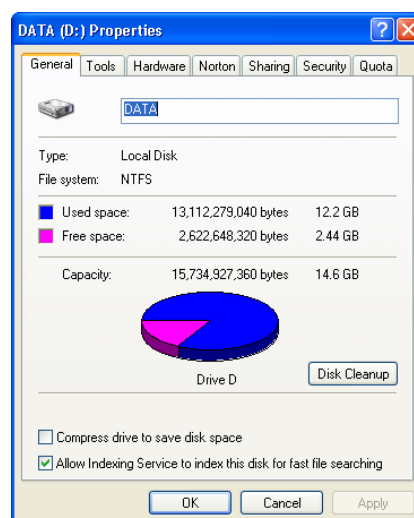 DATA (D:) Properties
General Tools Hardware Norton Sharing Security Quota
DATA
Type: Local Disk
File system: NTFS
Used space: 13,112,279,040 bytes 12.2 GB
Free space: 2,622,648,320 bytes 2.44 GB
Capacity: 15,734,927,360 bytes 14.6 GB
Drive D
Disk Cleanup
Compress drive to save disk space
Allow Indexing Service to index this disk for fast file searching
OK Cancel Apply